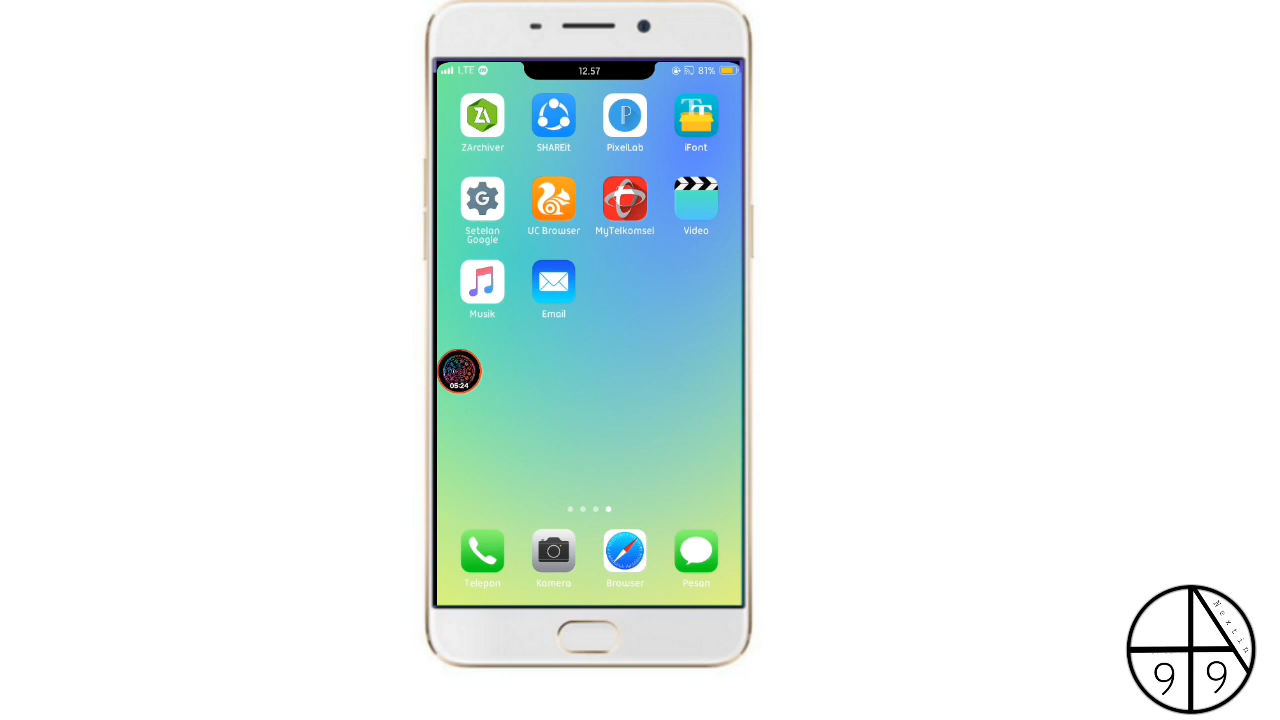 LTE
12.57
81%
ZArchiver
SHAREit
P
PixelLab
iFont
G
Setelan
Google
UC Browser
MyTelkomsel
Video
Musik
Email
05:24
Telepon
Kamera
Browser
Pesan
Nextin
9 9